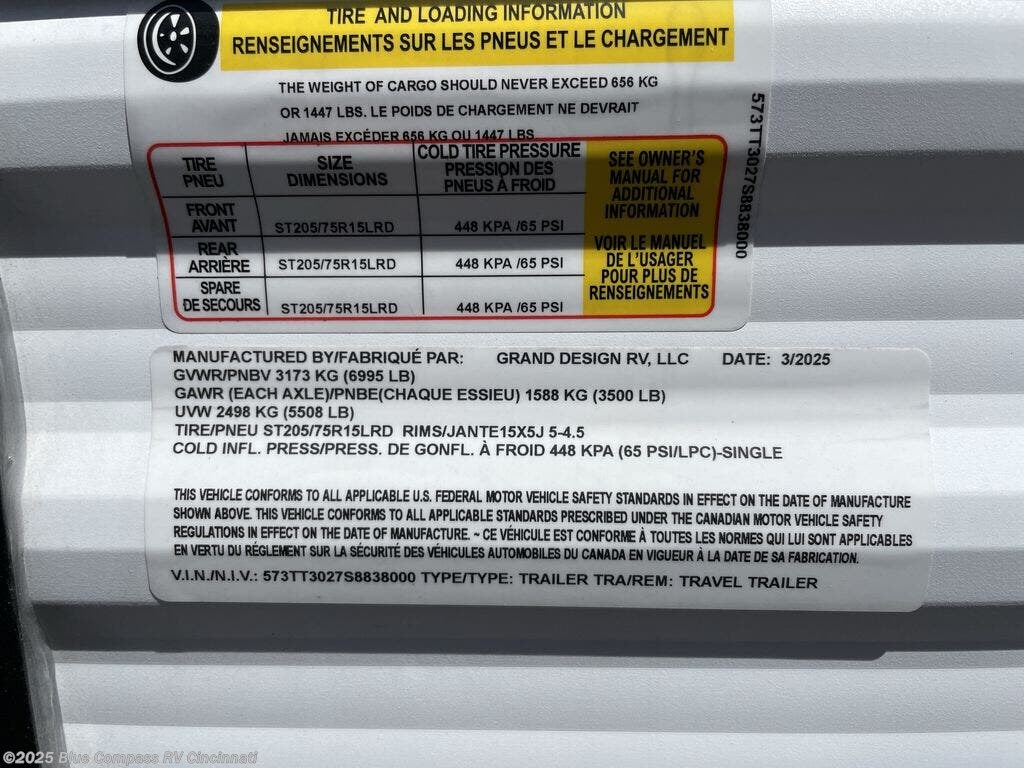 TIRE AND LOADING INFORMATION
RENSEIGNEMENTS SUR LES PNEUS ET LE CHARGEMENT
THE WEIGHT OF CARGO SHOULD NEVER EXCEED 656 KG
OR 1447 LBS. LE POIDS DE CHARGEMENT NE DEVRAIT
JAMAIS EXCÉDER 656 KG OU 1447 LBS.
TIRE
PNEU
SIZE
DIMENSIONS
COLD TIRE PRESSURE
PRESSION DES
PNEUS À FROID
FRONT
AVANT
ST205/75R15LRD
448 KPA /65 PSI
REAR
ARRIÈRE
ST205/75R15LRD
448 KPA /65 PSI
SPARE
DE SECOURS
ST205/75R15LRD
448 KPA /65 PSI
SEE OWNER'S
MANUAL FOR
ADDITIONAL
INFORMATION
VOIR LE MANUEL
DE L'USAGER
POUR PLUS DE
RENSEIGNEMENTS
573TT3027S8838000
MANUFACTURED BY/FABRIQUÉ PAR: GRAND DESIGN RV, LLC DATE: 3/2025
GVWR/PNBV 3173 KG (6995 LB)
GAWR (EACH AXLE)/PNBE(CHAQUE ESSIEU) 1588 KG (3500 LB)
UVW 2498 KG (5508 LB)
TIRE/PNEU ST205/75R15LRD RIMS/JANTE15X5J 5-4.5
COLD INFL. PRESS/PRESS. DE GONFL. À FROID 448 KPA (65 PSI/LPC)-SINGLE
THIS VEHICLE CONFORMS TO ALL APPLICABLE U.S. FEDERAL MOTOR VEHICLE SAFETY STANDARDS IN EFFECT ON THE DATE OF MANUFACTURE
SHOWN ABOVE. THIS VEHICLE CONFORMS TO ALL APPLICABLE STANDARDS PRESCRIBED UNDER THE CANADIAN MOTOR VEHICLE SAFETY
REGULATIONS IN EFFECT ON THE DATE OF MANUFACTURE. ~ CE VÉHICULE EST CONFORME À TOUTES LES NORMES QUI LUI SONT APPLICABLES
EN VERTU DU RÉGLEMENT SUR LA SÉCURITÉ DES VÉHICULES AUTOMOBILES DU CANADA EN VIGUEUR À LA DATE DE SA FABRICATION.
V.I.N./N.I.V.: 573TT3027S8838000 TYPE/TYPE: TRAILER TRA/REM: TRAVEL TRAILER
©2025 Blue Compass RV Cincinnati